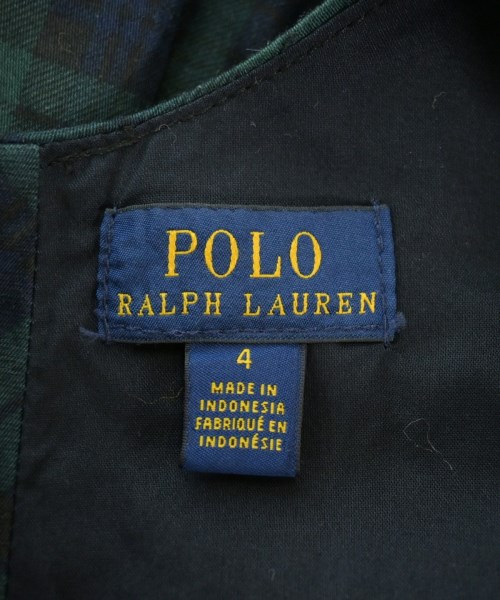 POLO
RALPH LAUREN
4
MADE IN
INDONESIA
FABRIQUÉ EN
INDONÉSIE